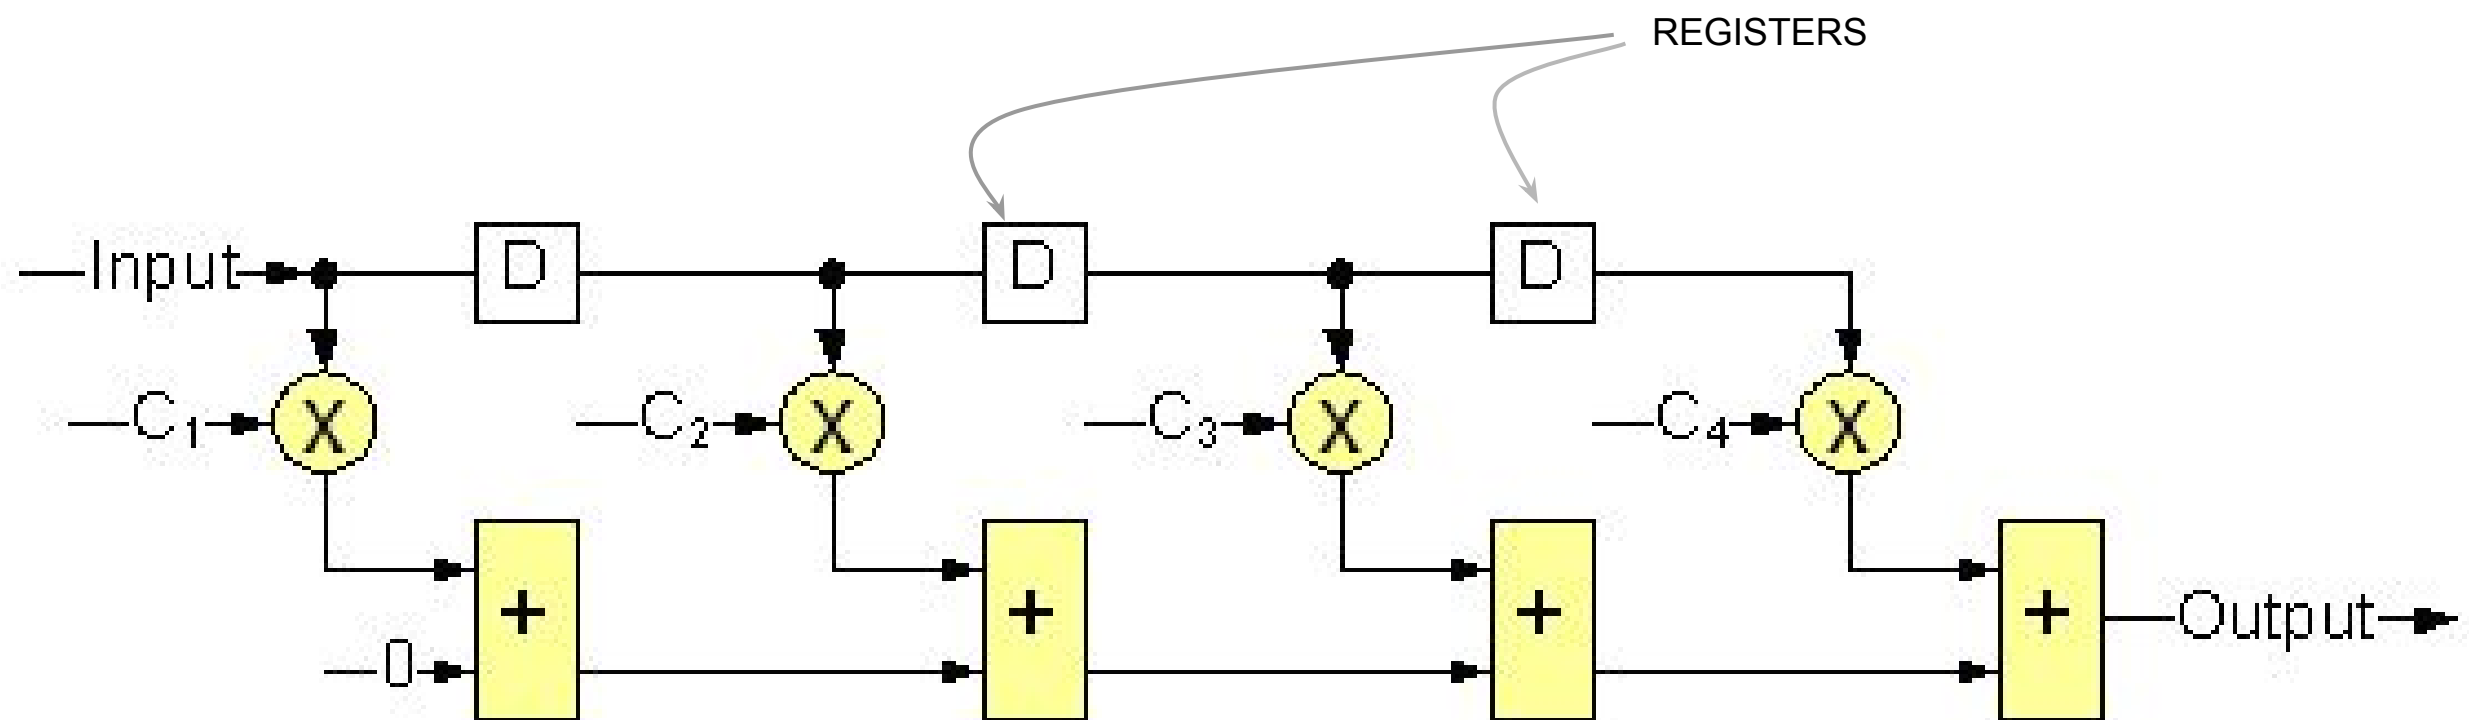 REGISTERS
Input D D D
C1 X C2 X C3 X C4 X
+ + + +
Output
0